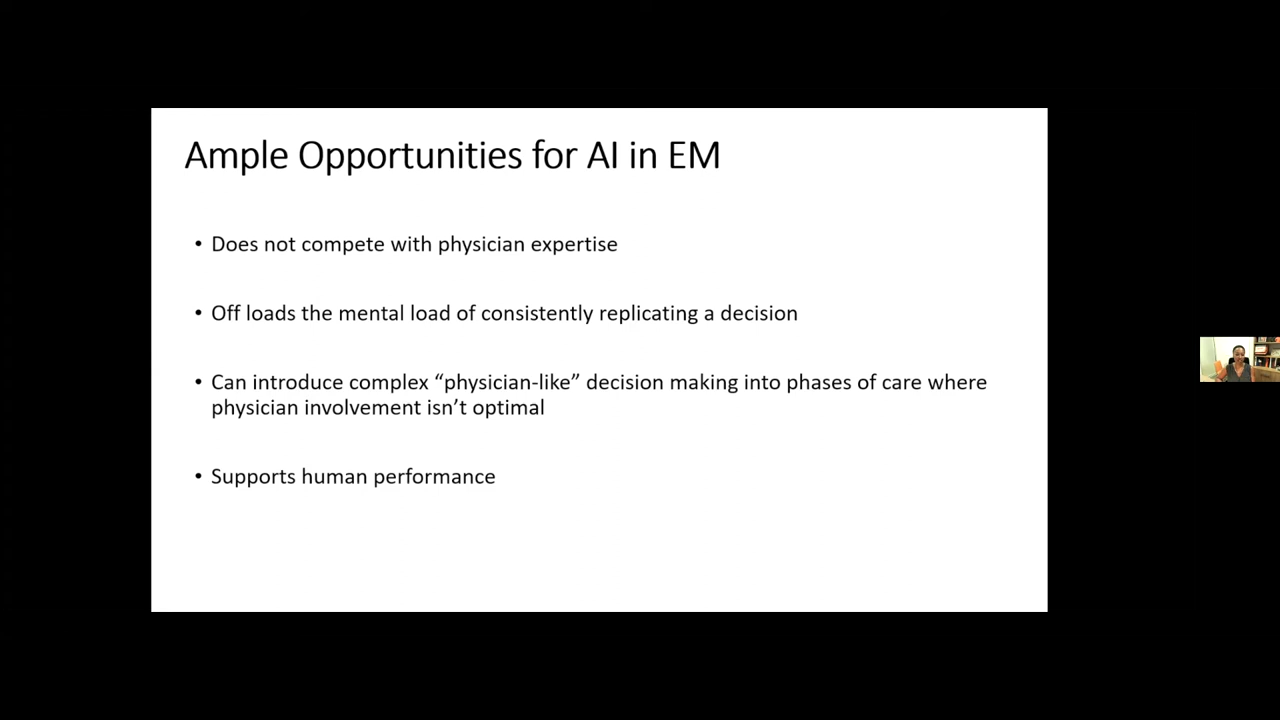 Ample Opportunities for AI in EM
• Does not compete with physician expertise
• Off loads the mental load of consistently replicating a decision
• Can introduce complex “physician-like” decision making into phases of care where
physician involvement isn’t optimal
• Supports human performance